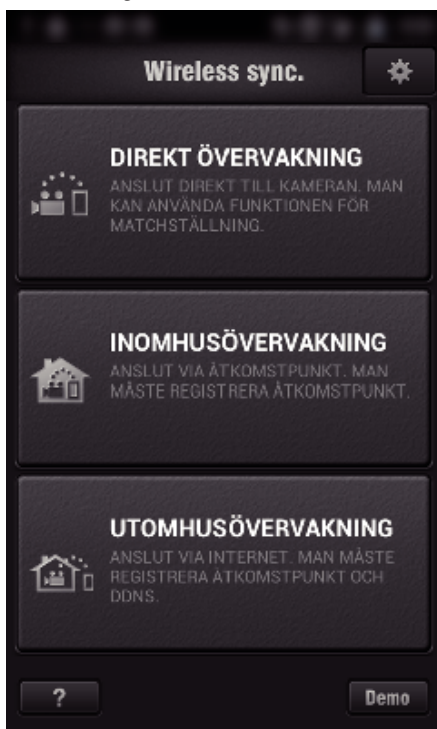 Wireless sync.
DIREKT ÖVERVAKNING
ANSLUT DIREKT TILL KAMERAN. MAN
KAN ANVÄNDA FUNKTIONEN FÖR
MATCHSTÄLLNING.
INOMHUSÖVERVAKNING
ANSLUT VIA ÅTKOMSTPUNKT. MAN
MÅSTE REGISTRERA ÅTKOMSTPUNKT.
UTOMHUSÖVERVAKNING
ANSLUT VIA INTERNET. MAN MÅSTE
REGISTRERA ÅTKOMSTPUNKT OCH
DDNS.
?
Demo